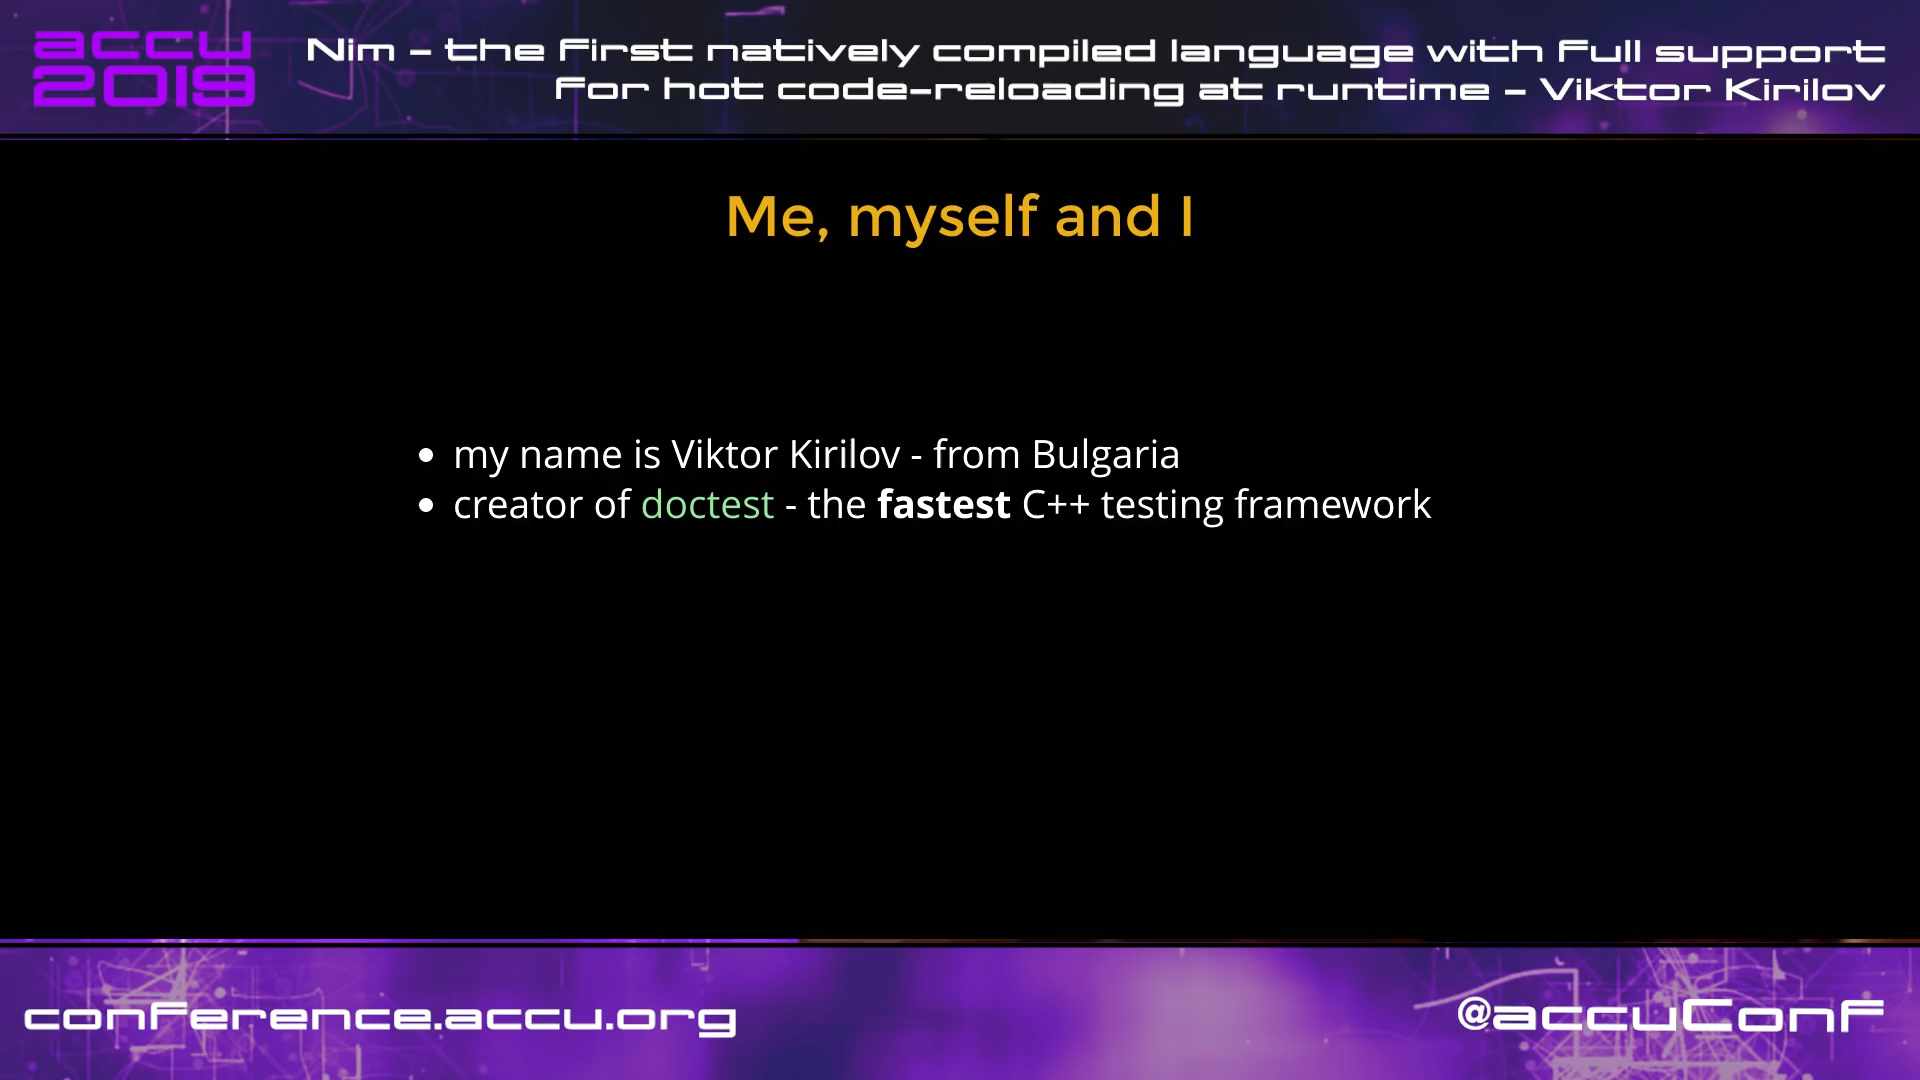 accu
2019
Nim - the first natively compiled language with full support
for hot code-reloading at runtime - Viktor Kirilov
Me, myself and I
• my name is Viktor Kirilov - from Bulgaria
• creator of doctest - the fastest C++ testing framework
conference.accu.org
@accuConf